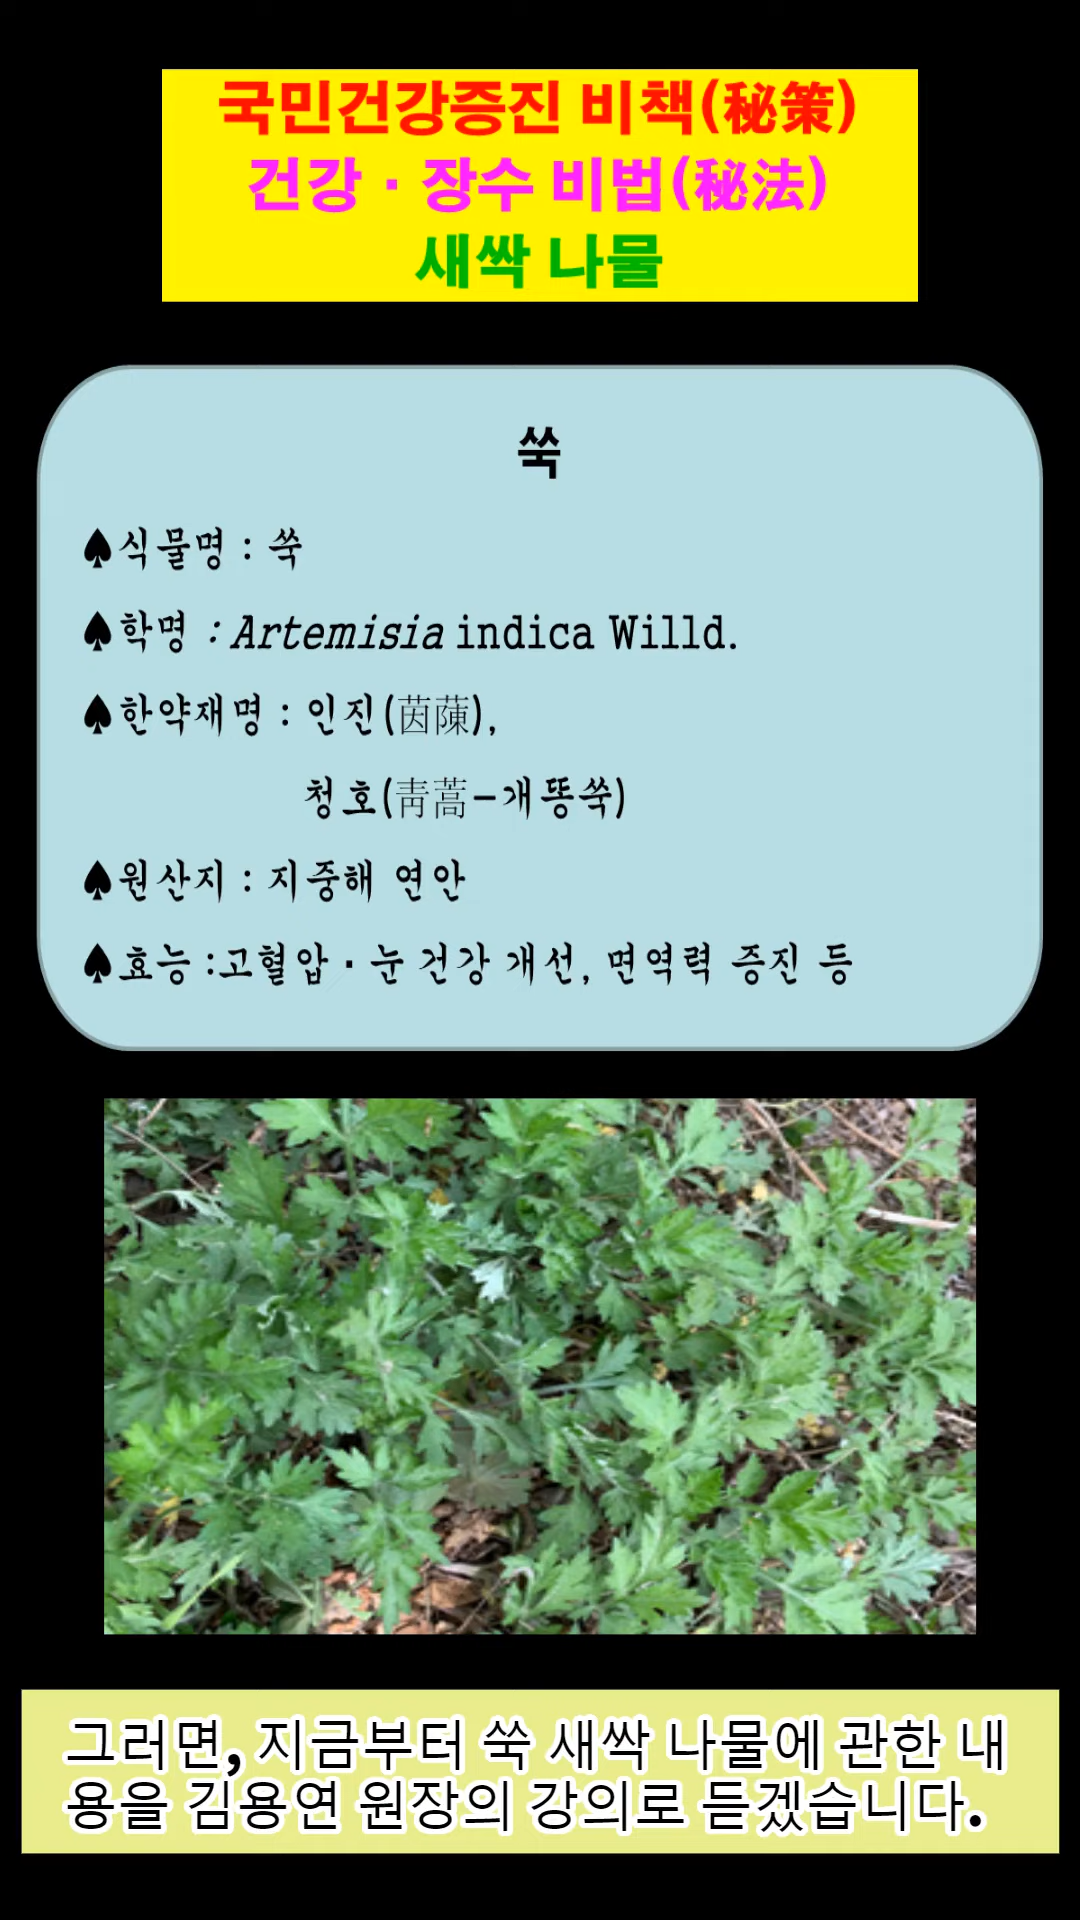 국민건강증진 비책(秘策)
건강 · 장수 비법(秘法)
새싹 나물
쑥
♠식물명 : 쑥
♠학명 : Artemisia indica Willd.
♠한약재명 : 인진(茵蔯),
청호(靑蒿-개똥쑥)
♠원산지 : 지중해 연안
♠효능 :고혈압 · 눈 건강 개선, 면역력 증진 등
그러면, 지금부터 쑥 새싹 나물에 관한 내
용을 김용연 원장의 강의로 듣겠습니다.